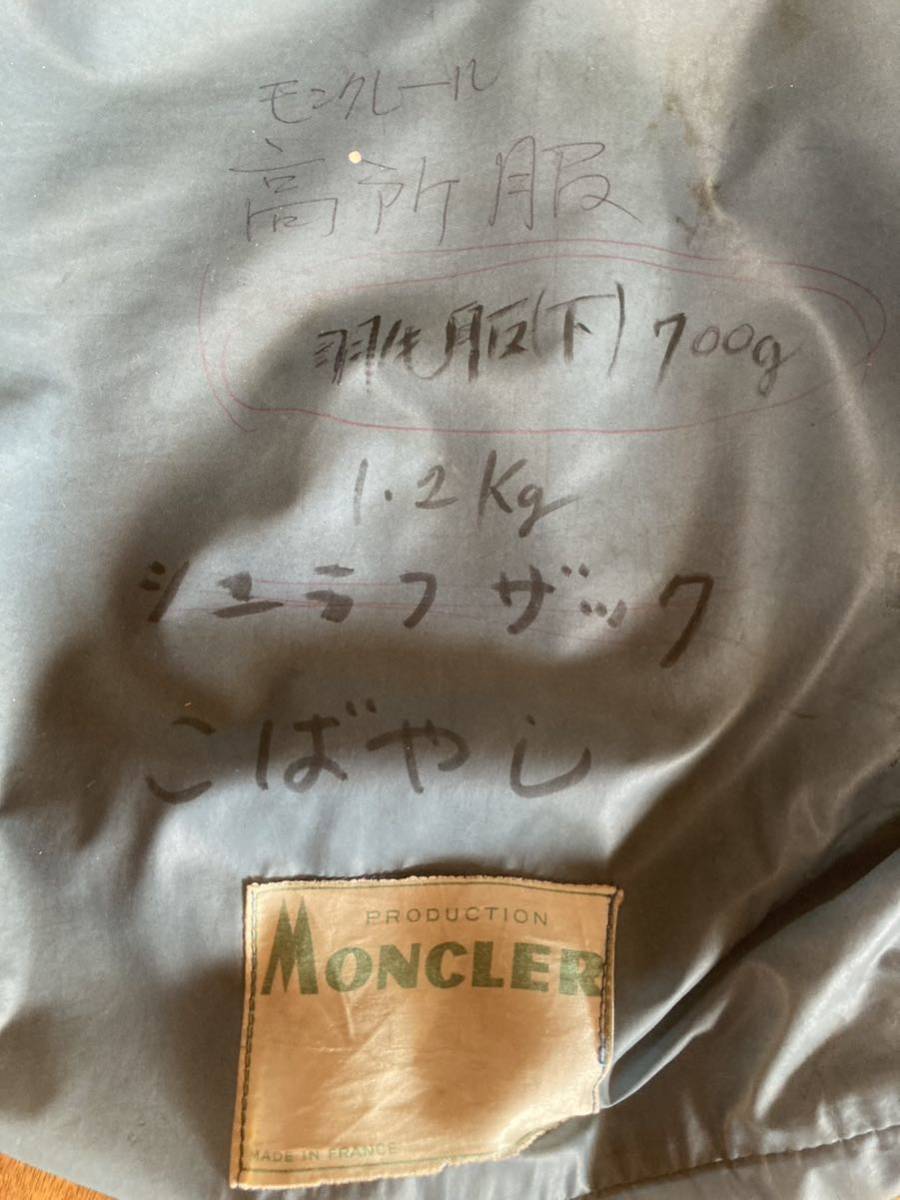 モンクレール
高所服
羽毛服(下) 700g
1.2Kg
シュラフザック
こばやし
PRODUCTION
MONCLER
MADE IN FRANCE